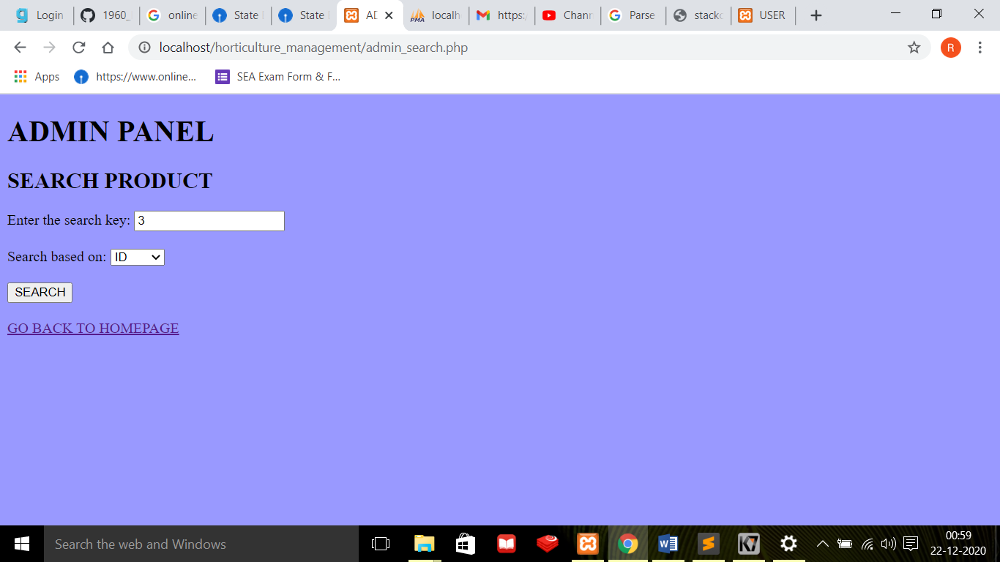 Login
1960_
online
State
State
AD
localh
https:/
Chann
Parse
stacko
USER
localhost/horticulture_management/admin_search.php
R
Apps
https://www.online...
SEA Exam Form & F...
ADMIN PANEL
SEARCH PRODUCT
Enter the search key: 3
Search based on: ID
SEARCH
GO BACK TO HOMEPAGE
Search the web and Windows
00:59
22-12-2020